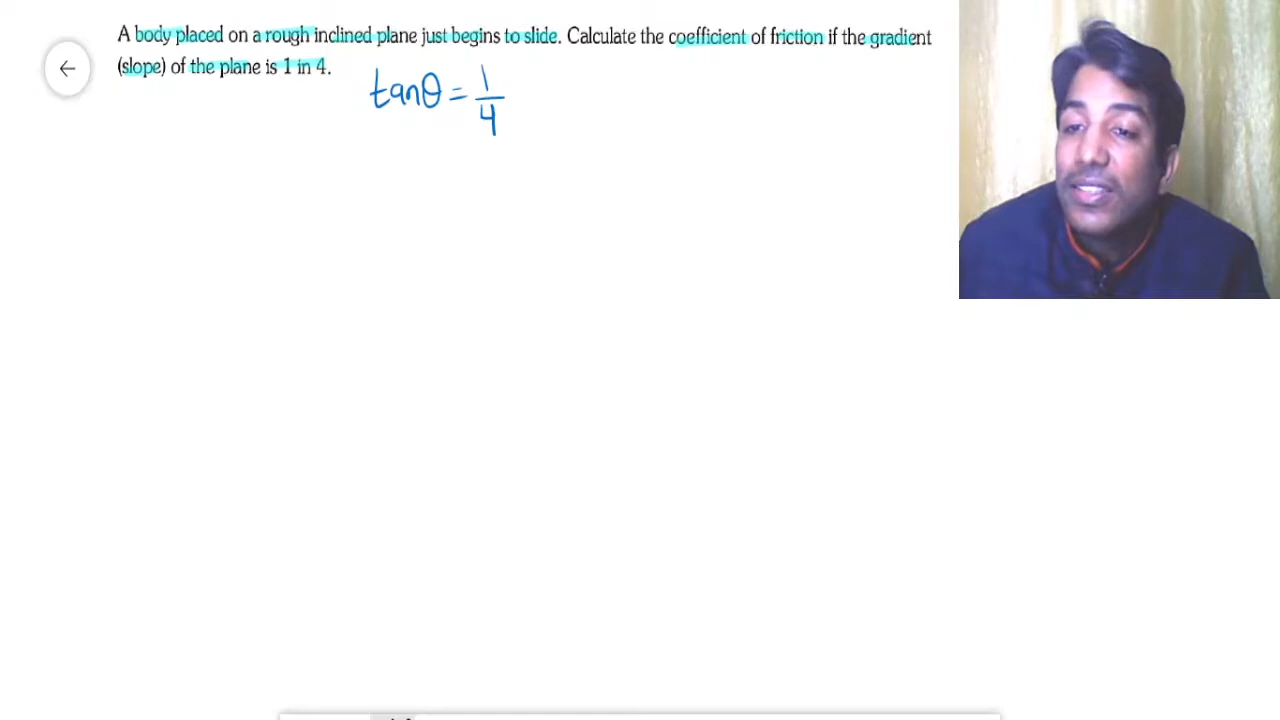 A body placed on a rough inclined plane just begins to slide. Calculate the coefficient of friction if the gradient
(slope) of the plane is 1 in 4.
tanθ = 1/4